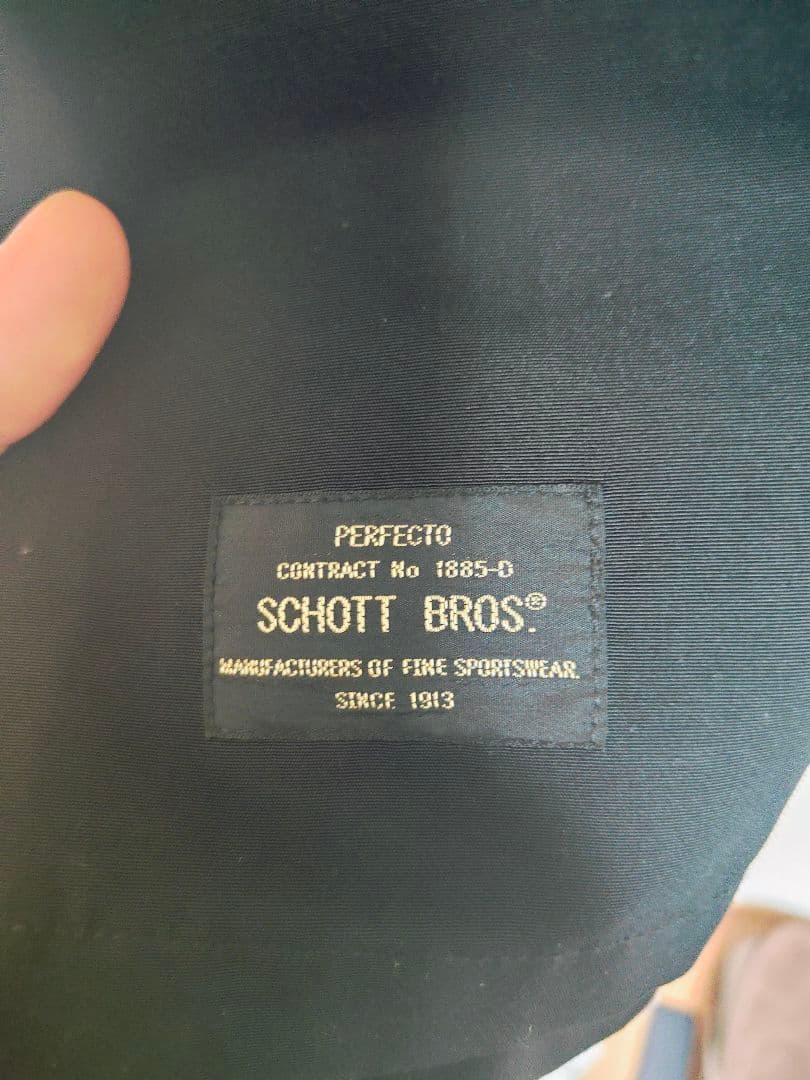 PERFECTO
CONTRACT No 1885-D
SCHOTT BROS.®
MANUFACTURERS OF FINE SPORTSWEAR.
SINCE 1913